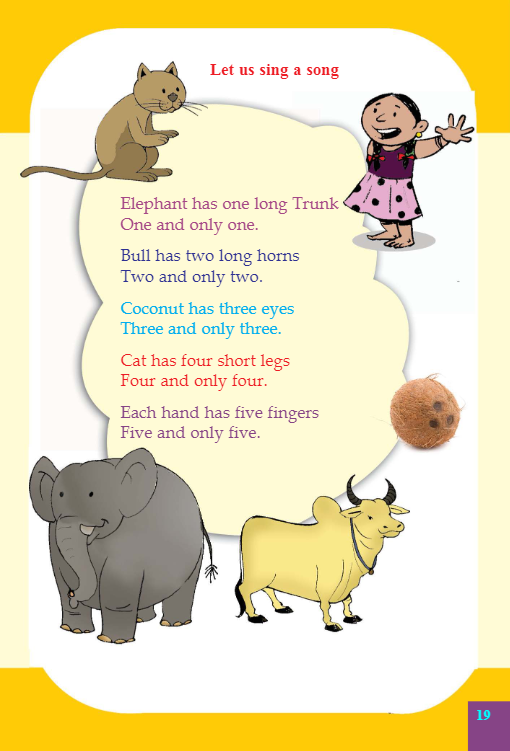 Let us sing a song
Elephant has one long Trunk
One and only one.
Bull has two long horns
Two and only two.
Coconut has three eyes
Three and only three.
Cat has four short legs
Four and only four.
Each hand has five fingers
Five and only five.
19